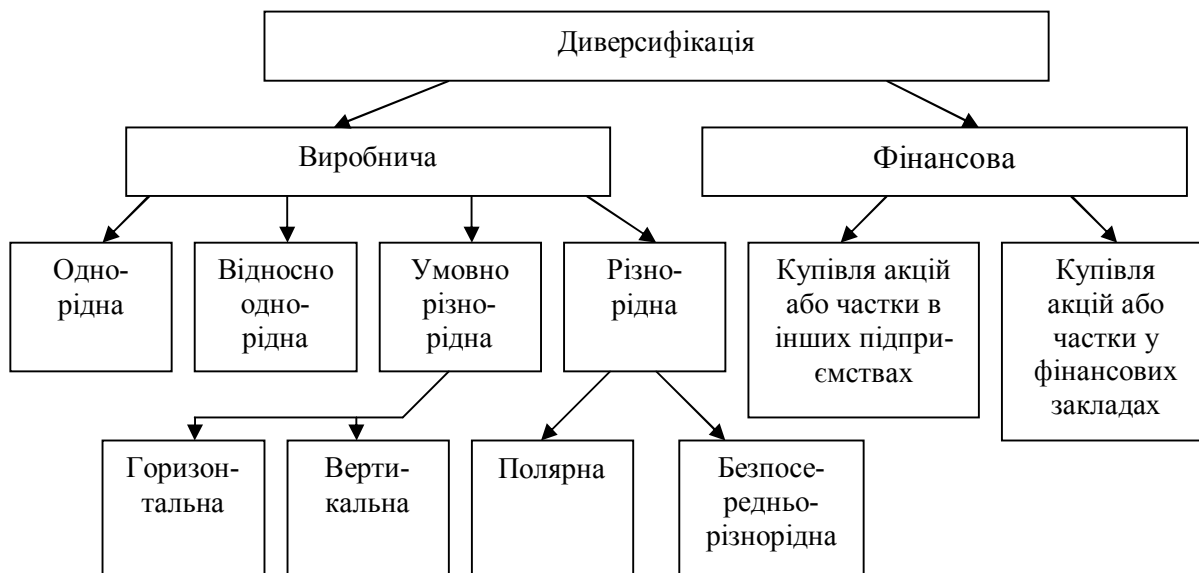 Диверсифікація
Виробнича
Фінансова
Одно-
рідна
Відносно
одно-
рідна
Умовно
різно-
рідна
Різно-
рідна
Купівля акцій
або частки в
інших підпри-
ємствах
Купівля
акцій або
частки у
фінансових
закладах
Горизон-
тальна
Верти-
кальна
Полярна
Безпосе-
редньо-
різнорідна